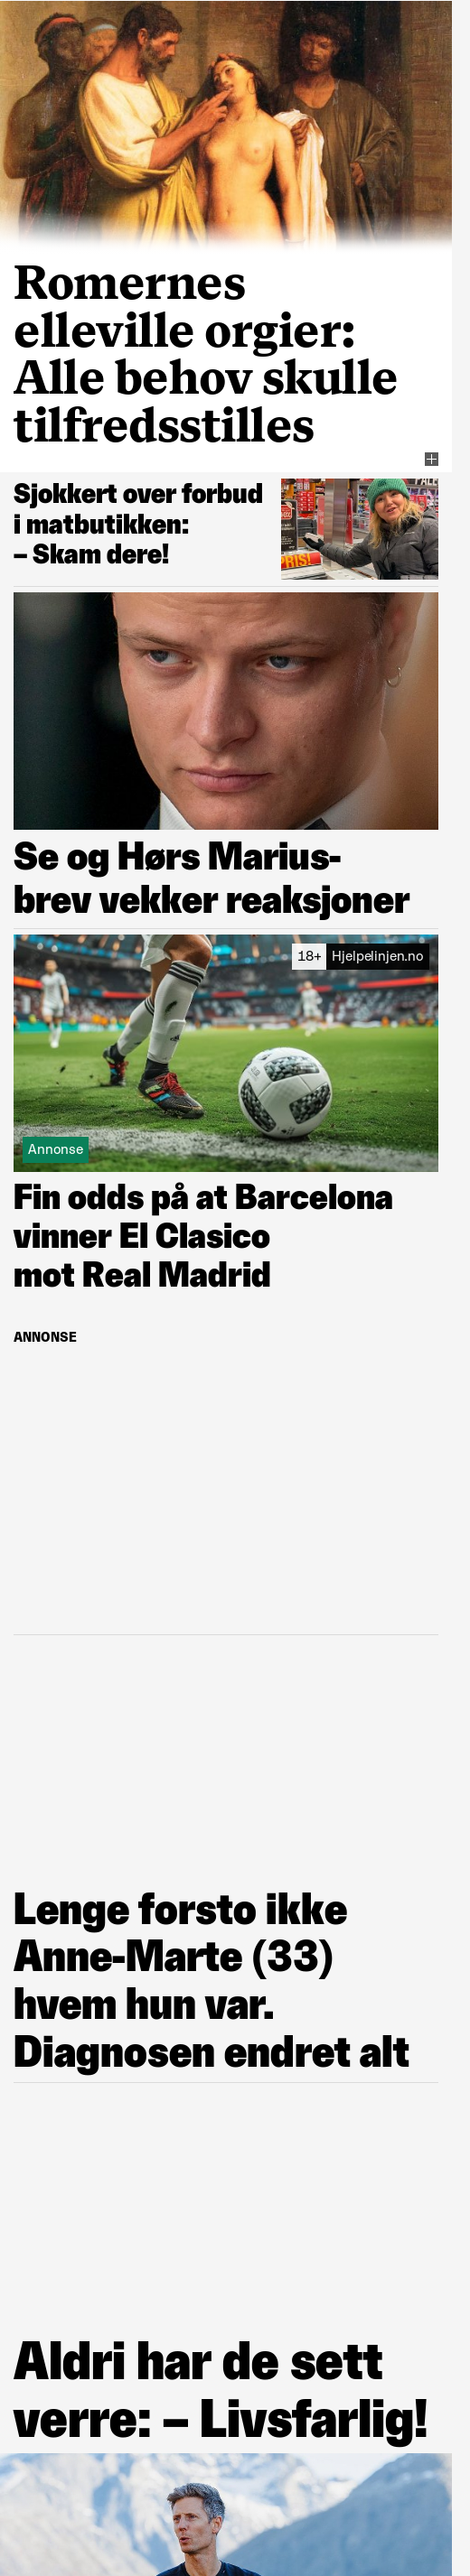 Romernes
elleville orgier:
Alle behov skulle
tilfredsstilles
Sjokkert over forbud
i matbutikken:
– Skam dere!
PRIS!
Se og Hørs Marius-
brev vekker reaksjoner
18+ Hjelpelinjen.no
Annonse
Fin odds på at Barcelona
vinner El Clasico
mot Real Madrid
ANNONSE
Lenge forsto ikke
Anne-Marte (33)
hvem hun var.
Diagnosen endret alt
Aldri har de sett
verre: – Livsfarlig!